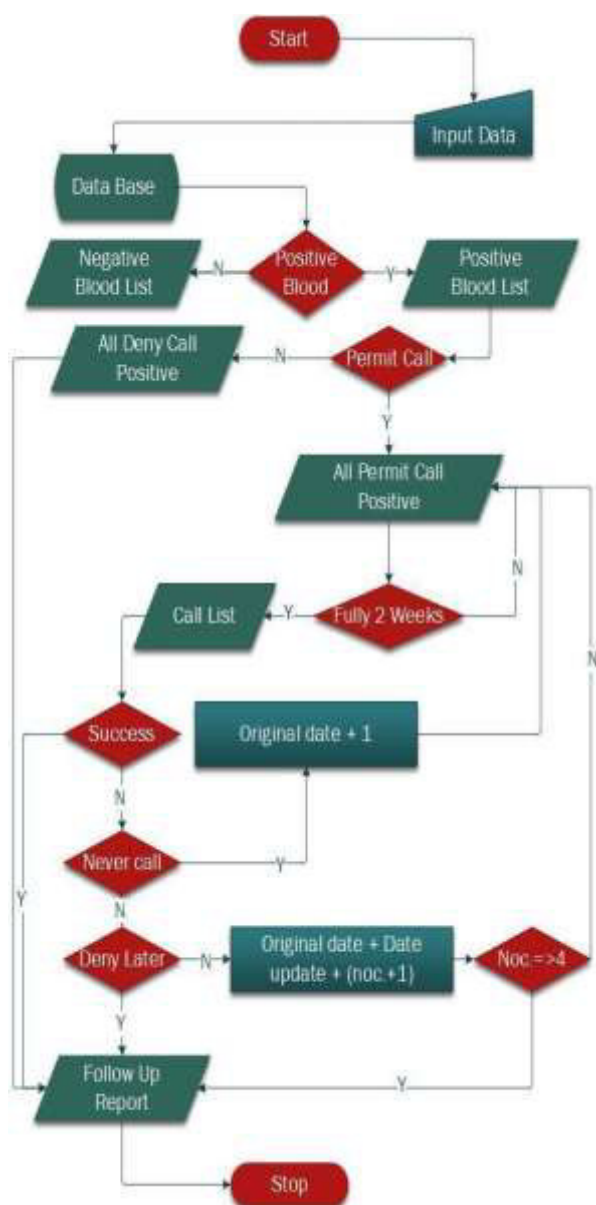 Start
Input Data
Data Base
Negative
Blood List
N
Positive
Blood
Y
Positive
Blood List
All Deny Call
Positive
N
Permit Call
Y
All Permit Call
Positive
N
Call List
Y
Fully 2 Weeks
N
Success
Original date + 1
N
Never call
Y
Y
N
Deny Later
N
Original date + Date
update + (noc.+1)
Noc.=>4
Y
Follow Up
Report
Y
Stop